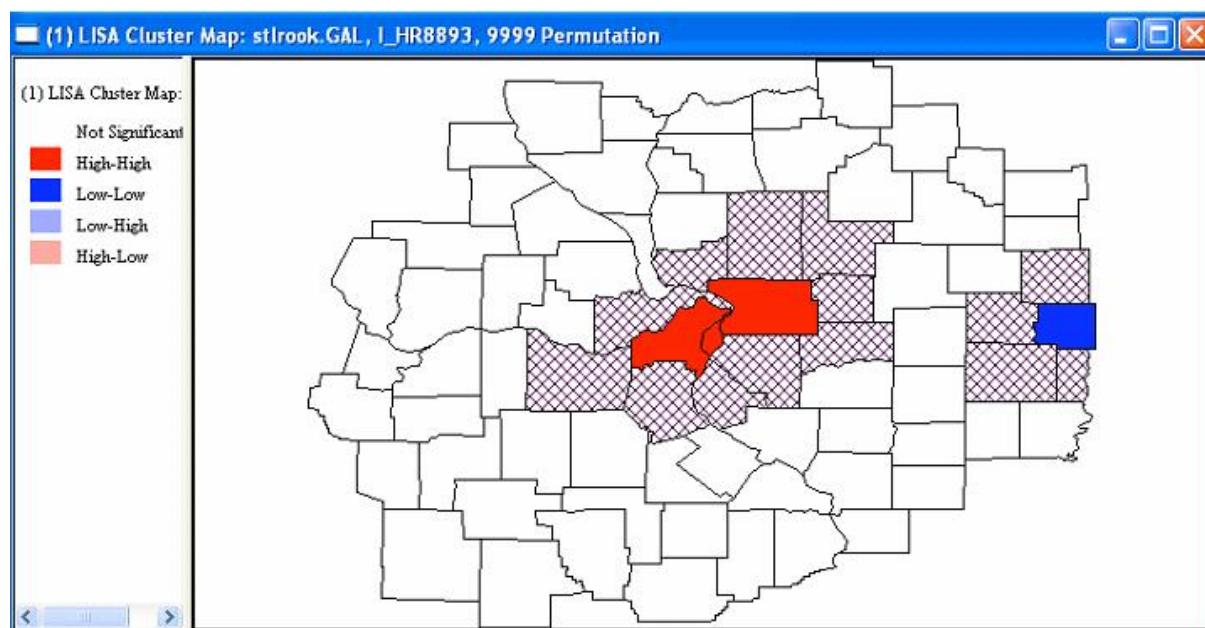 (1) LISA Cluster Map: stlrook.GAL, I_HR8893, 9999 Permutation
(1) LISA Cluster Map:
Not Significant
High-High
Low-Low
Low-High
High-Low